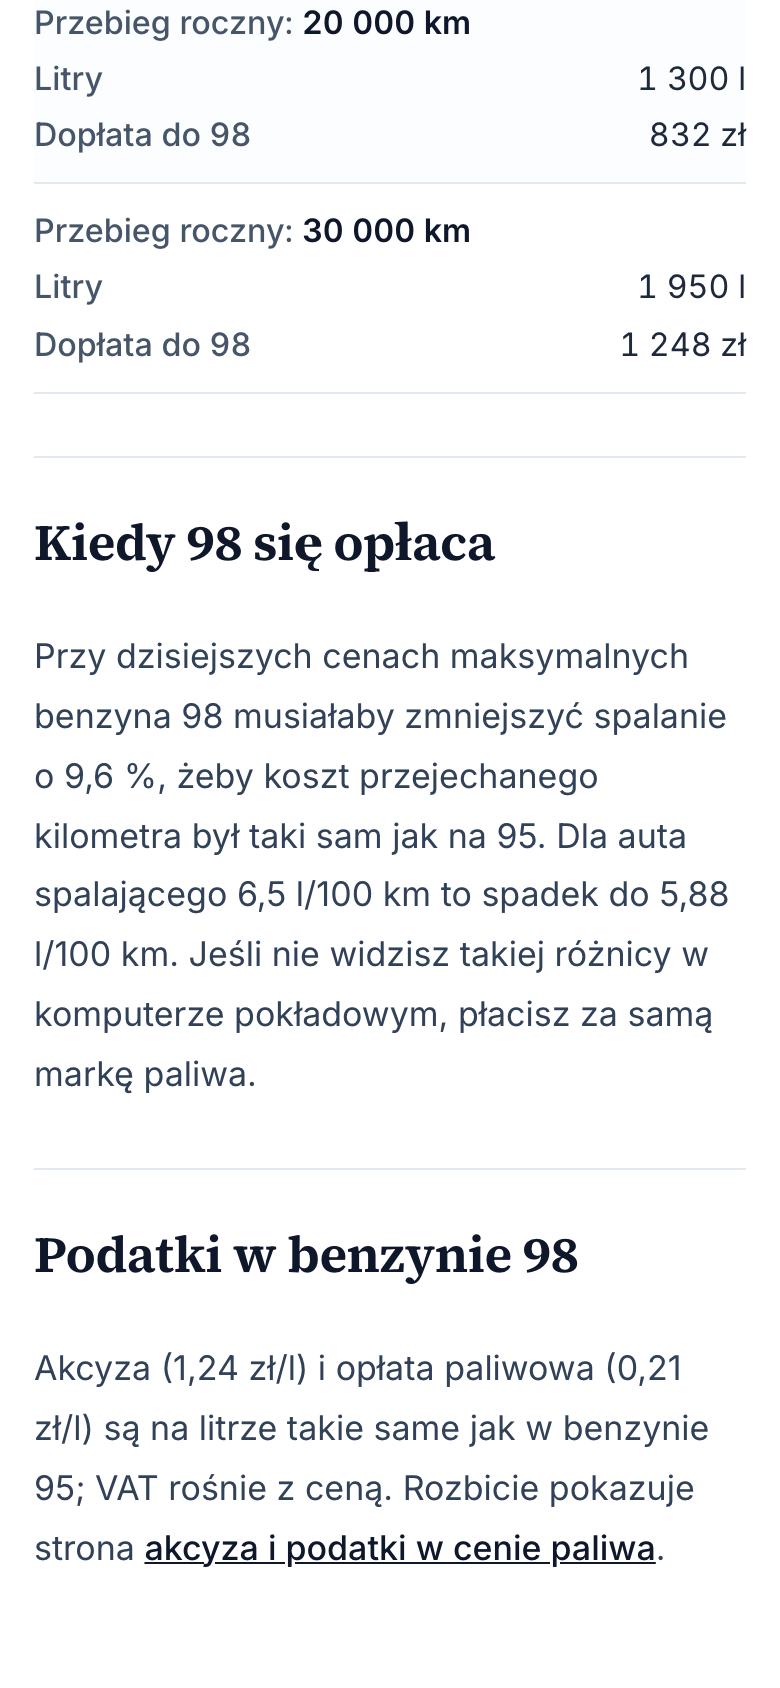 Przebieg roczny: 20 000 km
Litry 1 300 l
Dopłata do 98 832 zł
Przebieg roczny: 30 000 km
Litry 1 950 l
Dopłata do 98 1 248 zł
Kiedy 98 się opłaca
Przy dzisiejszych cenach maksymalnych
benzyna 98 musiałaby zmniejszyć spalanie
o 9,6 %, żeby koszt przejechanego
kilometra był taki sam jak na 95. Dla auta
spalającego 6,5 l/100 km to spadek do 5,88
l/100 km. Jeśli nie widzisz takiej różnicy w
komputerze pokładowym, płacisz za samą
markę paliwa.
Podatki w benzynie 98
Akcyza (1,24 zł/l) i opłata paliwowa (0,21
zł/l) są na litrze takie same jak w benzynie
95; VAT rośnie z ceną. Rozbicie pokazuje
strona akcyza i podatki w cenie paliwa.